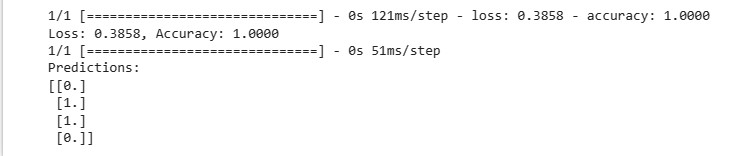 1/1 [==============================] - 0s 121ms/step - loss: 0.3858 - accuracy: 1.0000
Loss: 0.3858, Accuracy: 1.0000
1/1 [==============================] - 0s 51ms/step
Predictions:
[[0.]
 [1.]
 [1.]
 [0.]]